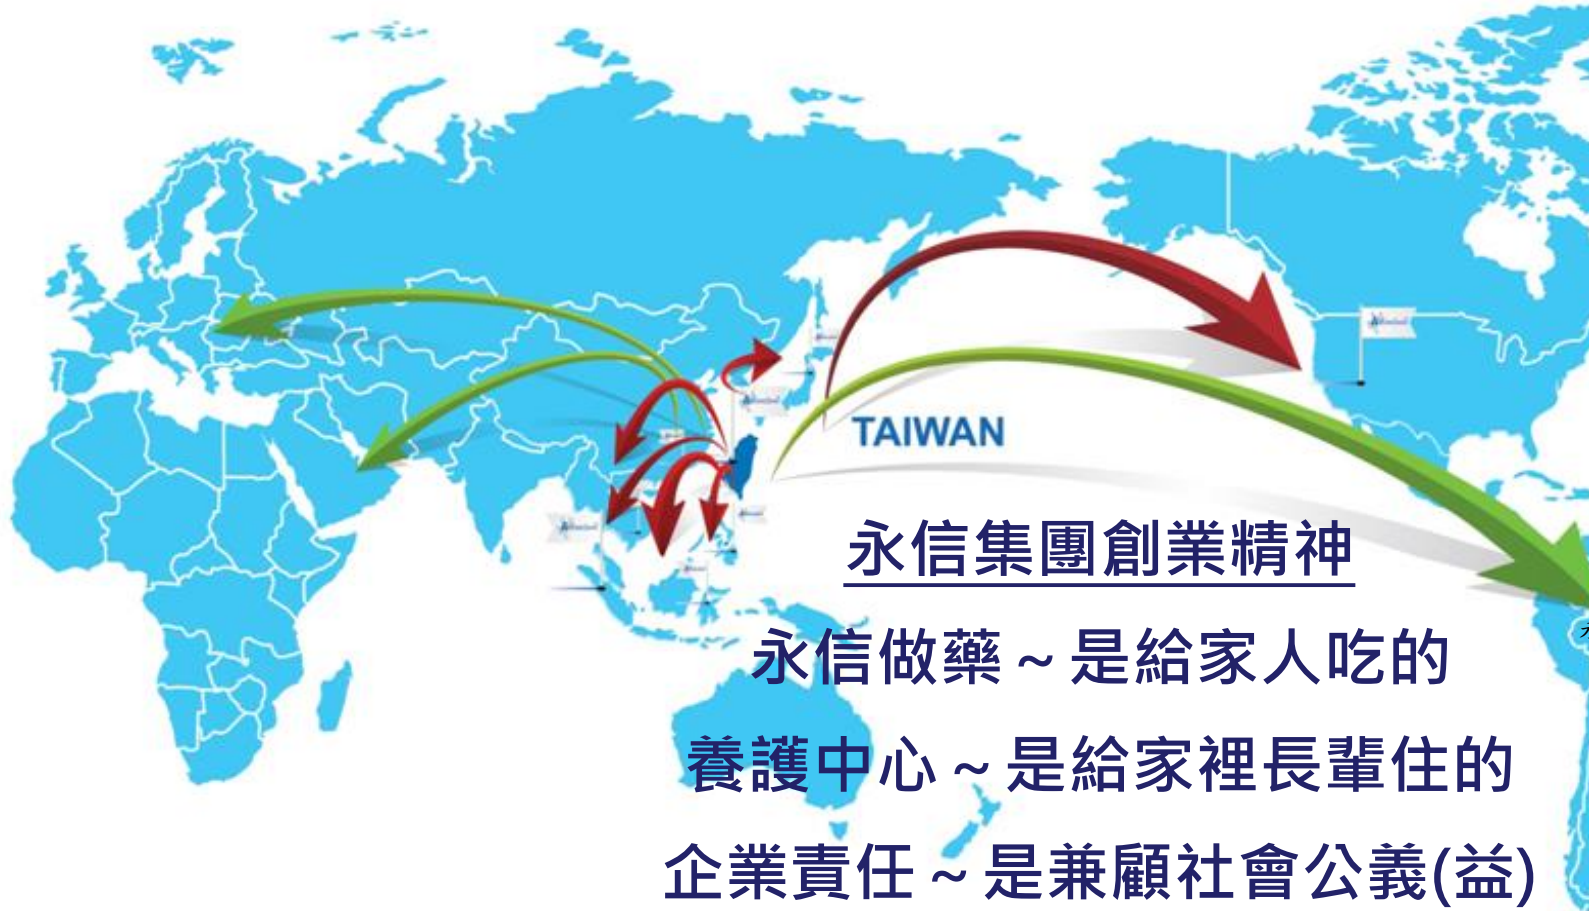 TAIWAN
永信集團創業精神
永信做藥~是給家人吃的
養護中心~是給家裡長輩住的
企業責任~是兼顧社會公義(益)